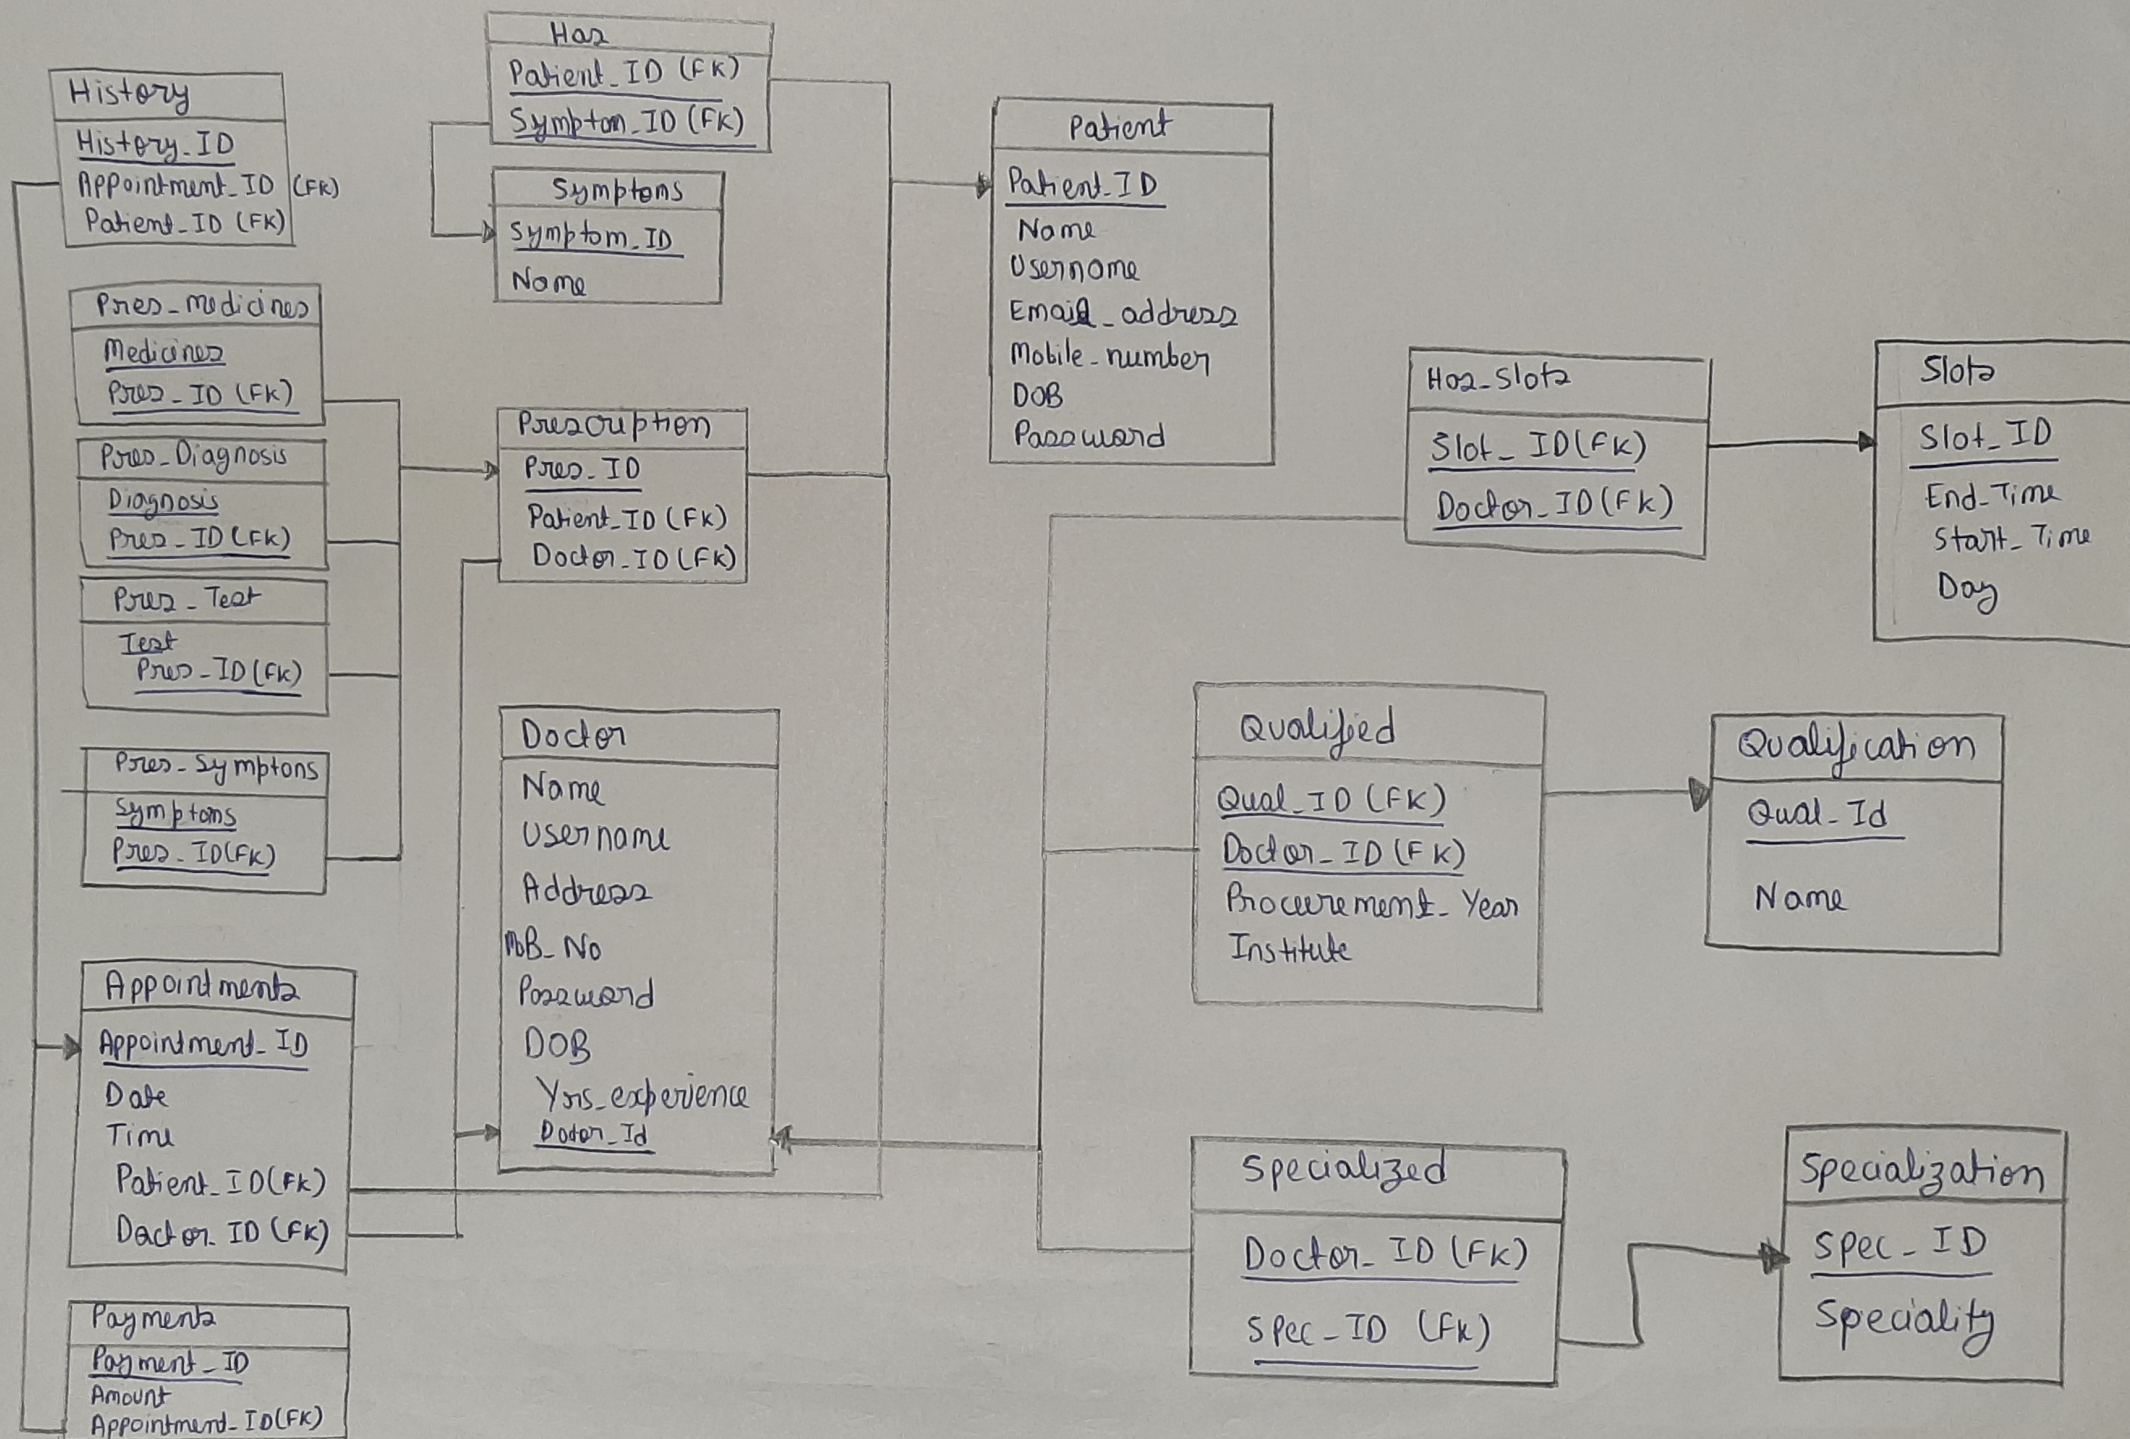 History
History_ID
Appointment_ID (FK)
Patient_ID (FK)
Has
Patient_ID (FK)
Symptom_ID (FK)
Symptoms
Symptom_ID
Name
Patient
Patient_ID
Name
Username
Email_address
Mobile_number
DOB
Password
Pres_medicines
Medicines
Pres_ID (FK)
Pres_Diagnosis
Diagnosis
Pres_ID (FK)
Pres_Test
Test
Pres_ID (FK)
Pres_Symptons
Symptoms
Pres_ID (FK)
Prescription
Pres_ID
Patient_ID (FK)
Doctor_ID (FK)
Has_Slots
Slot_ID (FK)
Doctor_ID (FK)
Slots
Slot_ID
End_Time
Start_Time
Day
Doctor
Name
Username
Address
MOB_No
Password
DOB
Yrs_experience
Doctor_Id
Qualified
Qual_ID (FK)
Doctor_ID (FK)
Procurement_Year
Institute
Qualification
Qual_Id
Name
Appointments
Appointment_ID
Date
Time
Patient_ID (FK)
Doctor_ID (FK)
Specialized
Doctor_ID (FK)
Spec_ID (FK)
Specialization
Spec_ID
Speciality
Payments
Payment_ID
Amount
Appointment_ID (FK)